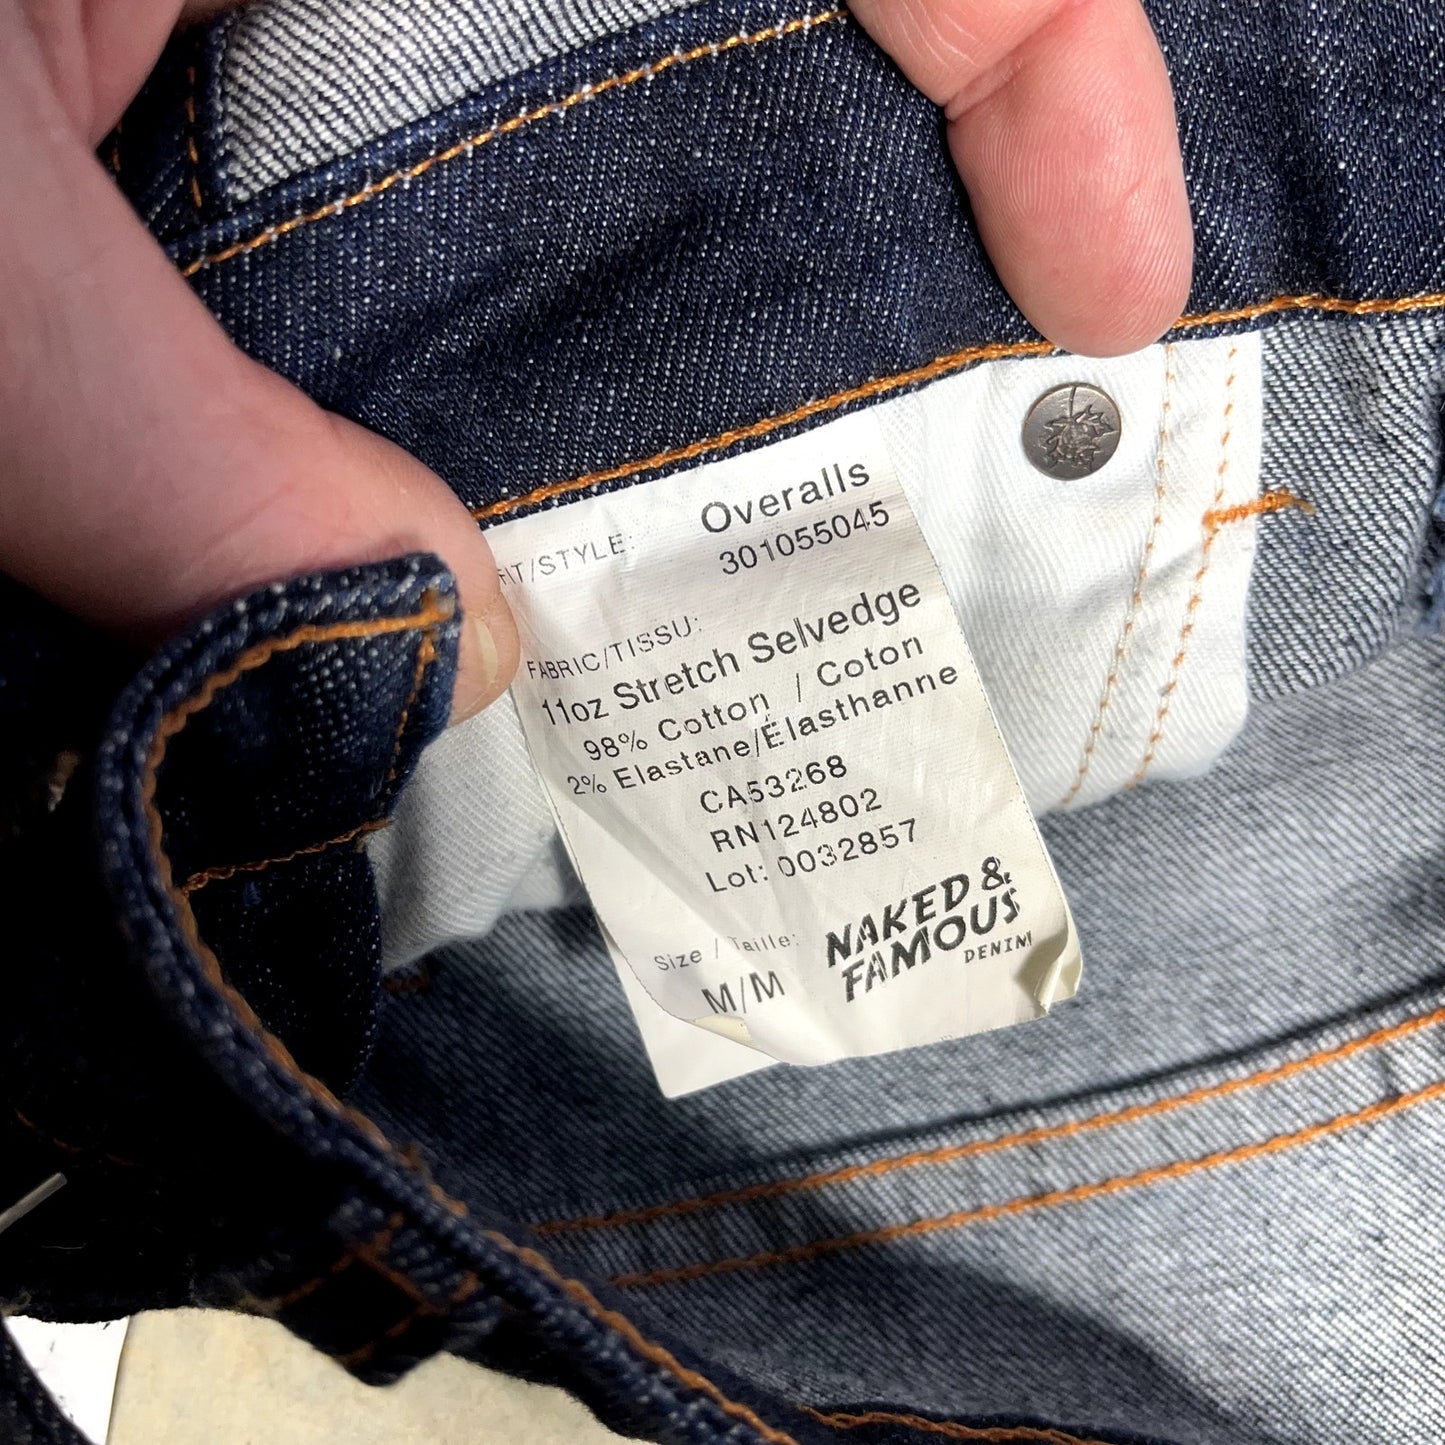 FIT/STYLE: Overalls
301055045
FABRIC/TISSU:
11oz Stretch Selvedge
98% Cotton / Coton
2% Elastane/Élasthanne
CA53268
RN124802
Lot: 0032857
Size / Taille:
M/M
NAKED &
FAMOUS
DENIM